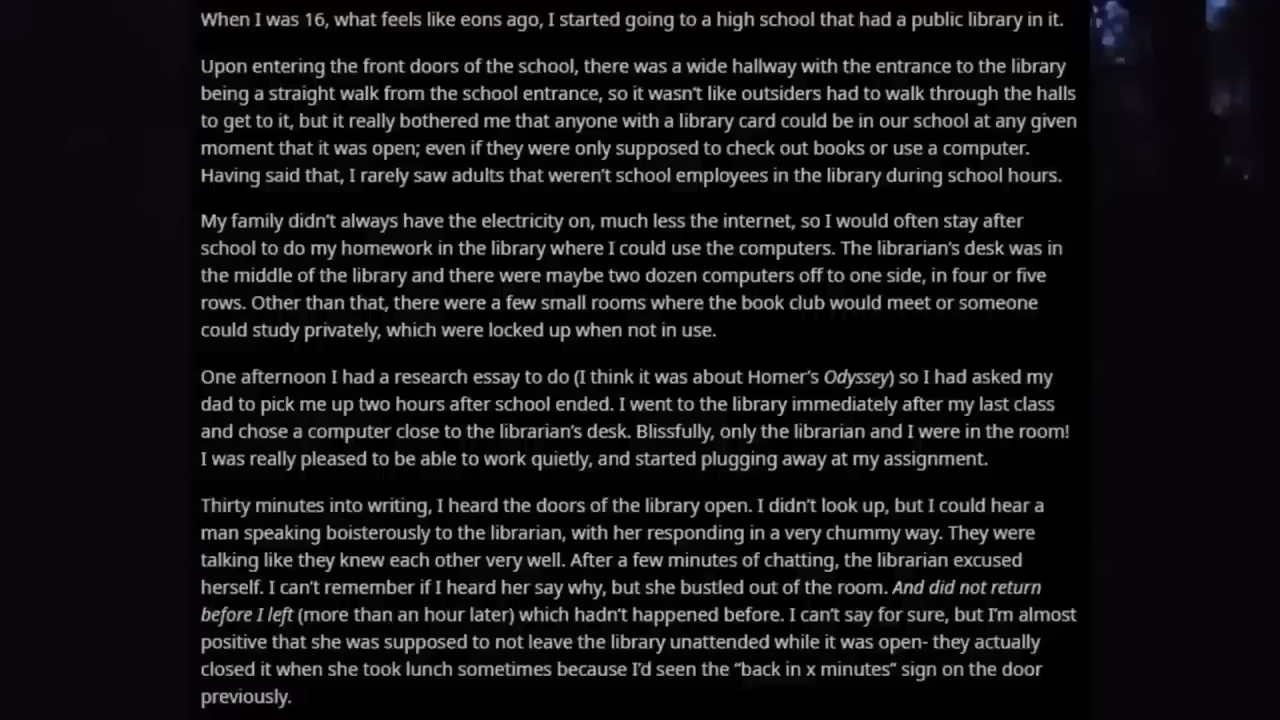 When I was 16, what feels like eons ago, I started going to a high school that had a public library in it.
Upon entering the front doors of the school, there was a wide hallway with the entrance to the library
being a straight walk from the school entrance, so it wasn't like outsiders had to walk through the halls
to get to it, but it really bothered me that anyone with a library card could be in our school at any given
moment that it was open; even if they were only supposed to check out books or use a computer.
Having said that, I rarely saw adults that weren't school employees in the library during school hours.
My family didn't always have the electricity on, much less the internet, so I would often stay after
school to do my homework in the library where I could use the computers. The librarian's desk was in
the middle of the library and there were maybe two dozen computers off to one side, in four or five
rows. Other than that, there were a few small rooms where the book club would meet or someone
could study privately, which were locked up when not in use.
One afternoon I had a research essay to do (I think it was about Homer's Odyssey) so I had asked my
dad to pick me up two hours after school ended. I went to the library immediately after my last class
and chose a computer close to the librarian's desk. Blissfully, only the librarian and I were in the room!
I was really pleased to be able to work quietly, and started plugging away at my assignment.
Thirty minutes into writing, I heard the doors of the library open. I didn't look up, but I could hear a
man speaking boisterously to the librarian, with her responding in a very chummy way. They were
talking like they knew each other very well. After a few minutes of chatting, the librarian excused
herself. I can't remember if I heard her say why, but she bustled out of the room. And did not return
before I left (more than an hour later) which hadn't happened before. I can't say for sure, but I'm almost
positive that she was supposed to not leave the library unattended while it was open- they actually
closed it when she took lunch sometimes because I'd seen the "back in x minutes" sign on the door
previously.